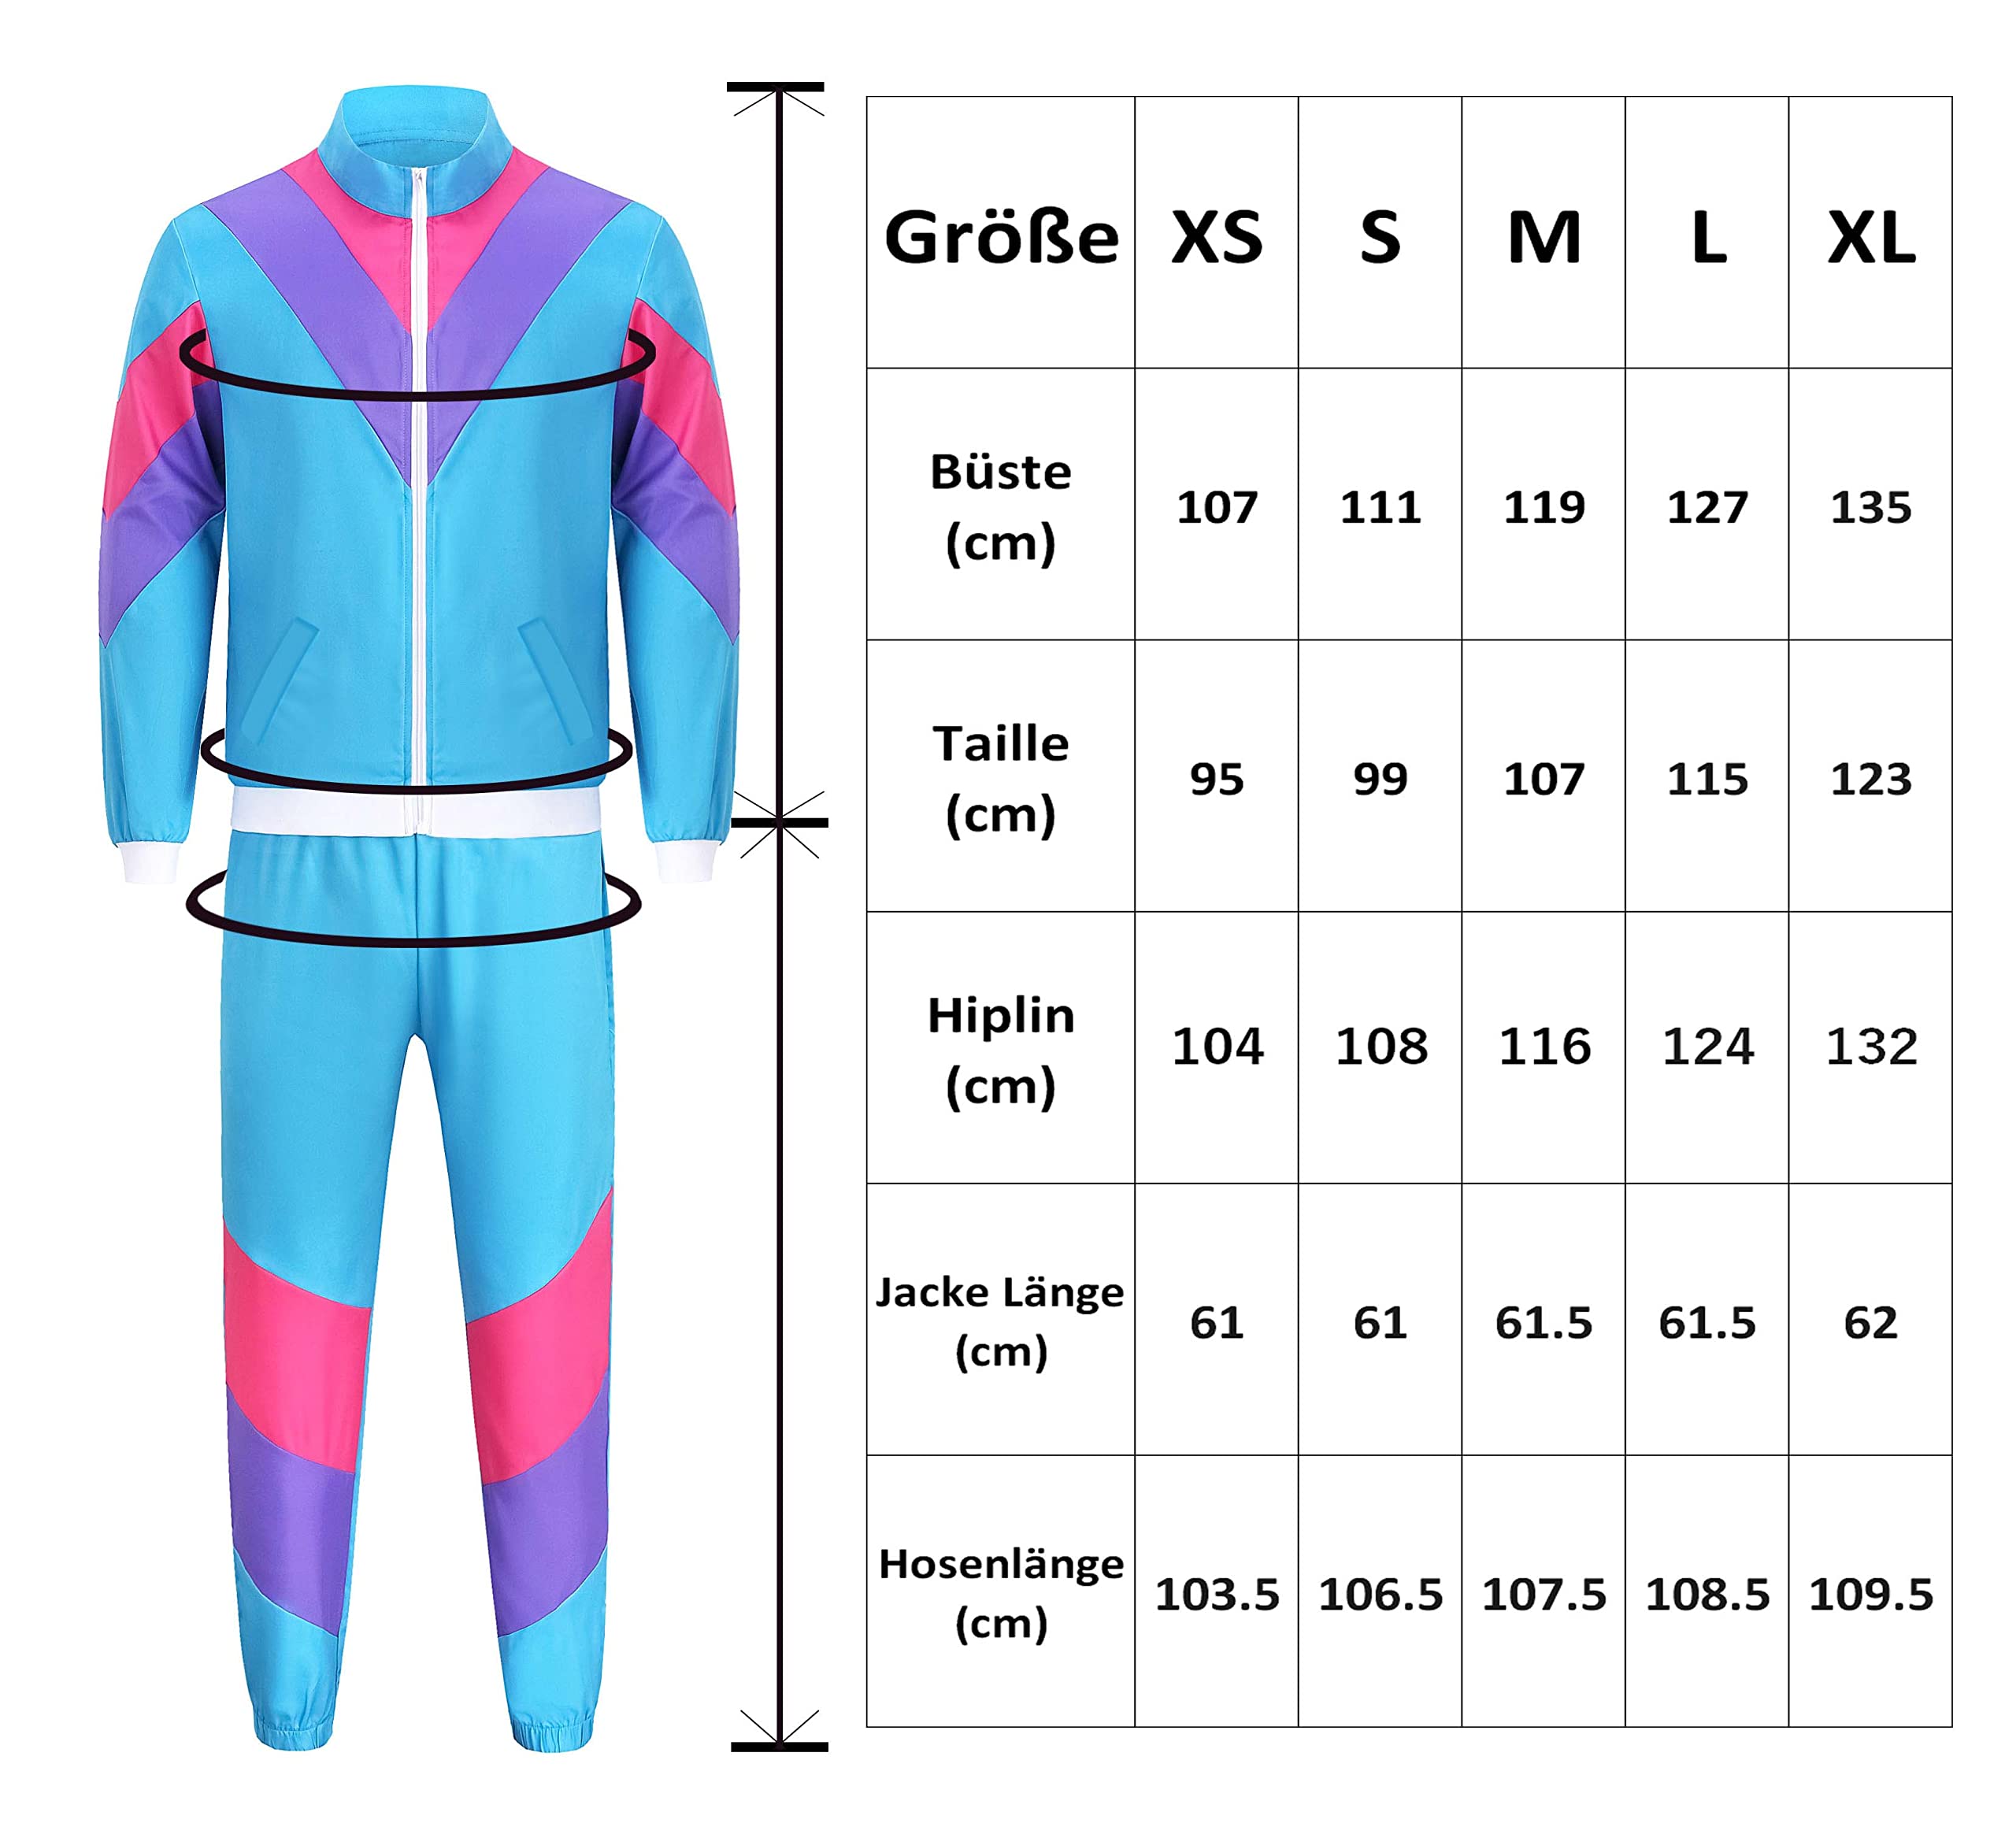 Größe XS S M L XL
Büste
(cm)
107 111 119 127 135
Taille
(cm)
95 99 107 115 123
Hiplin
(cm)
104 108 116 124 132
Jacke Länge
(cm)
61 61 61.5 61.5 62
Hosenlänge
(cm)
103.5 106.5 107.5 108.5 109.5